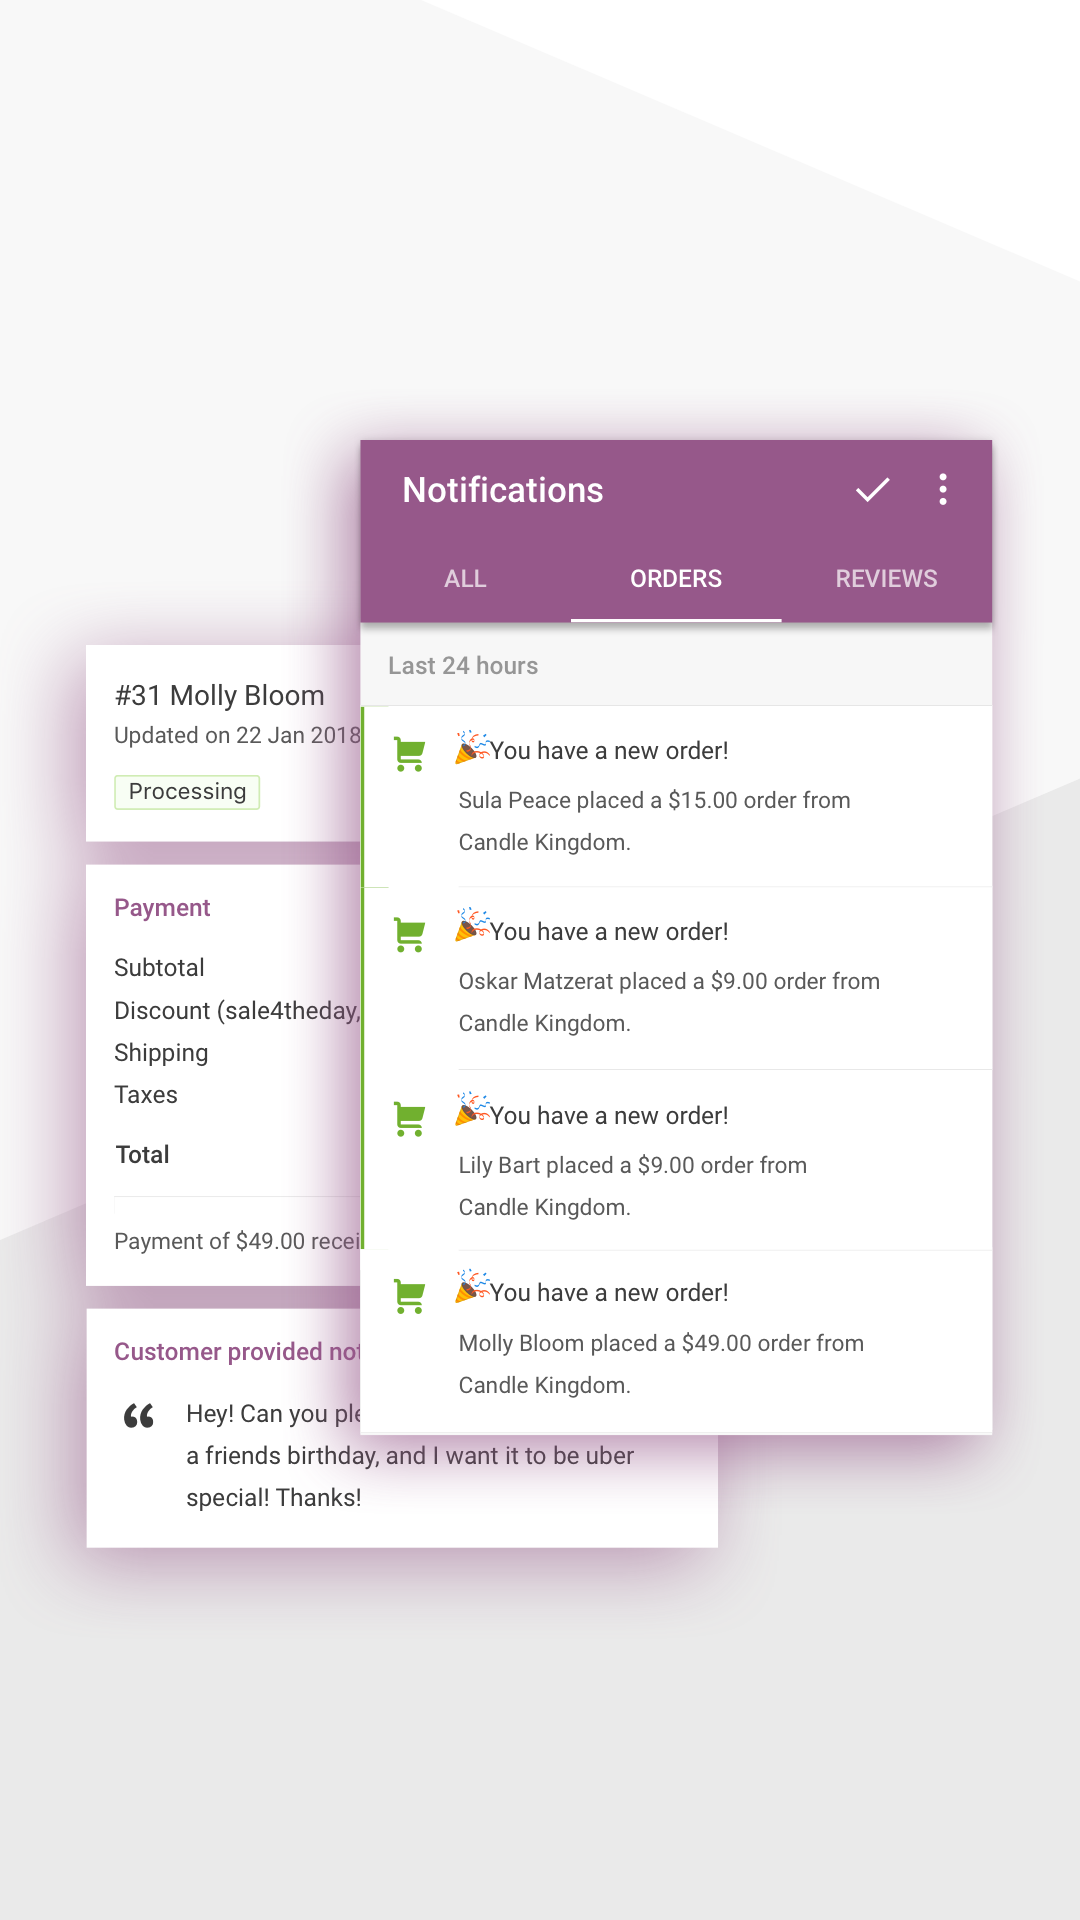 Notifications
ALL
ORDERS
REVIEWS
Last 24 hours
🎉You have a new order!
Sula Peace placed a $15.00 order from
Candle Kingdom.
🎉You have a new order!
Oskar Matzerat placed a $9.00 order from
Candle Kingdom.
🎉You have a new order!
Lily Bart placed a $9.00 order from
Candle Kingdom.
🎉You have a new order!
Molly Bloom placed a $49.00 order from
Candle Kingdom.
#31 Molly Bloom
Updated on 22 Jan 2018
Processing
Payment
Subtotal
Discount (sale4theday,
Shipping
Taxes
Total
Payment of $49.00
Customer provided
“ Hey! Can you
a friends birthday, and I want it to be uber
special! Thanks!